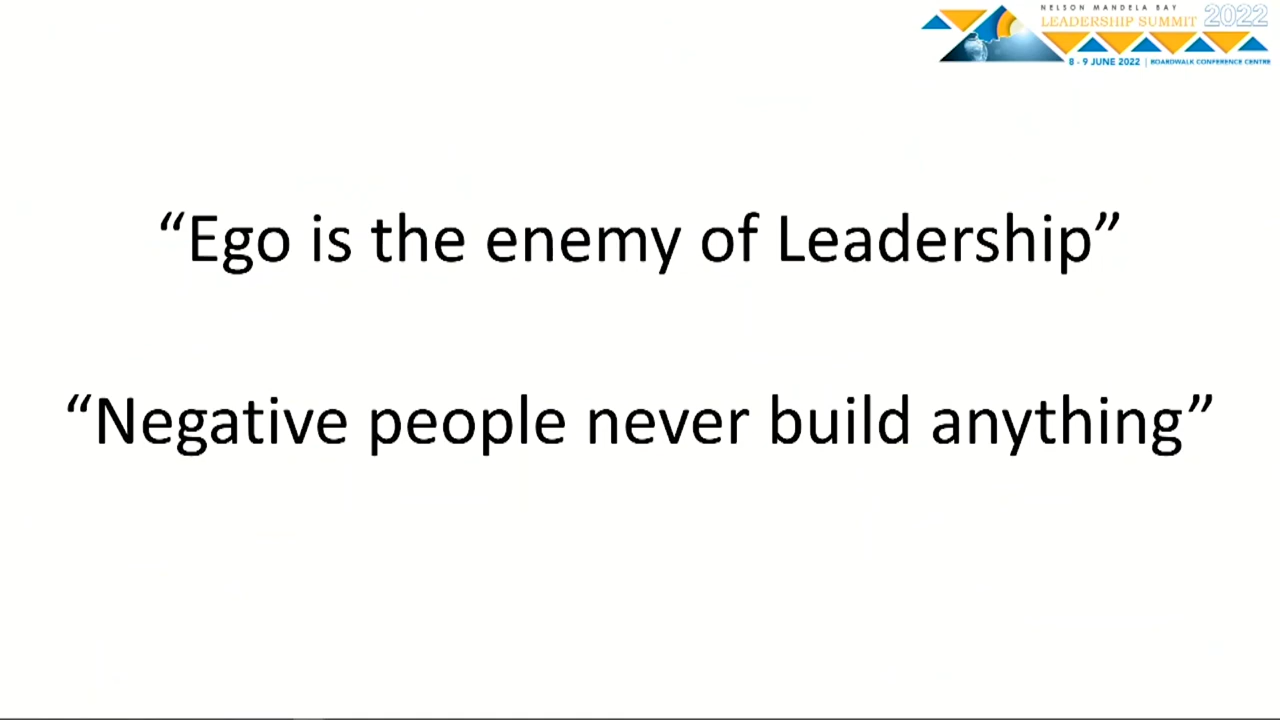 NELSON MANDELA BAY
LEADERSHIP SUMMIT 2022
8 - 9 JUNE 2022 | BOARDWALK CONFERENCE CENTRE
“Ego is the enemy of Leadership”
“Negative people never build anything”